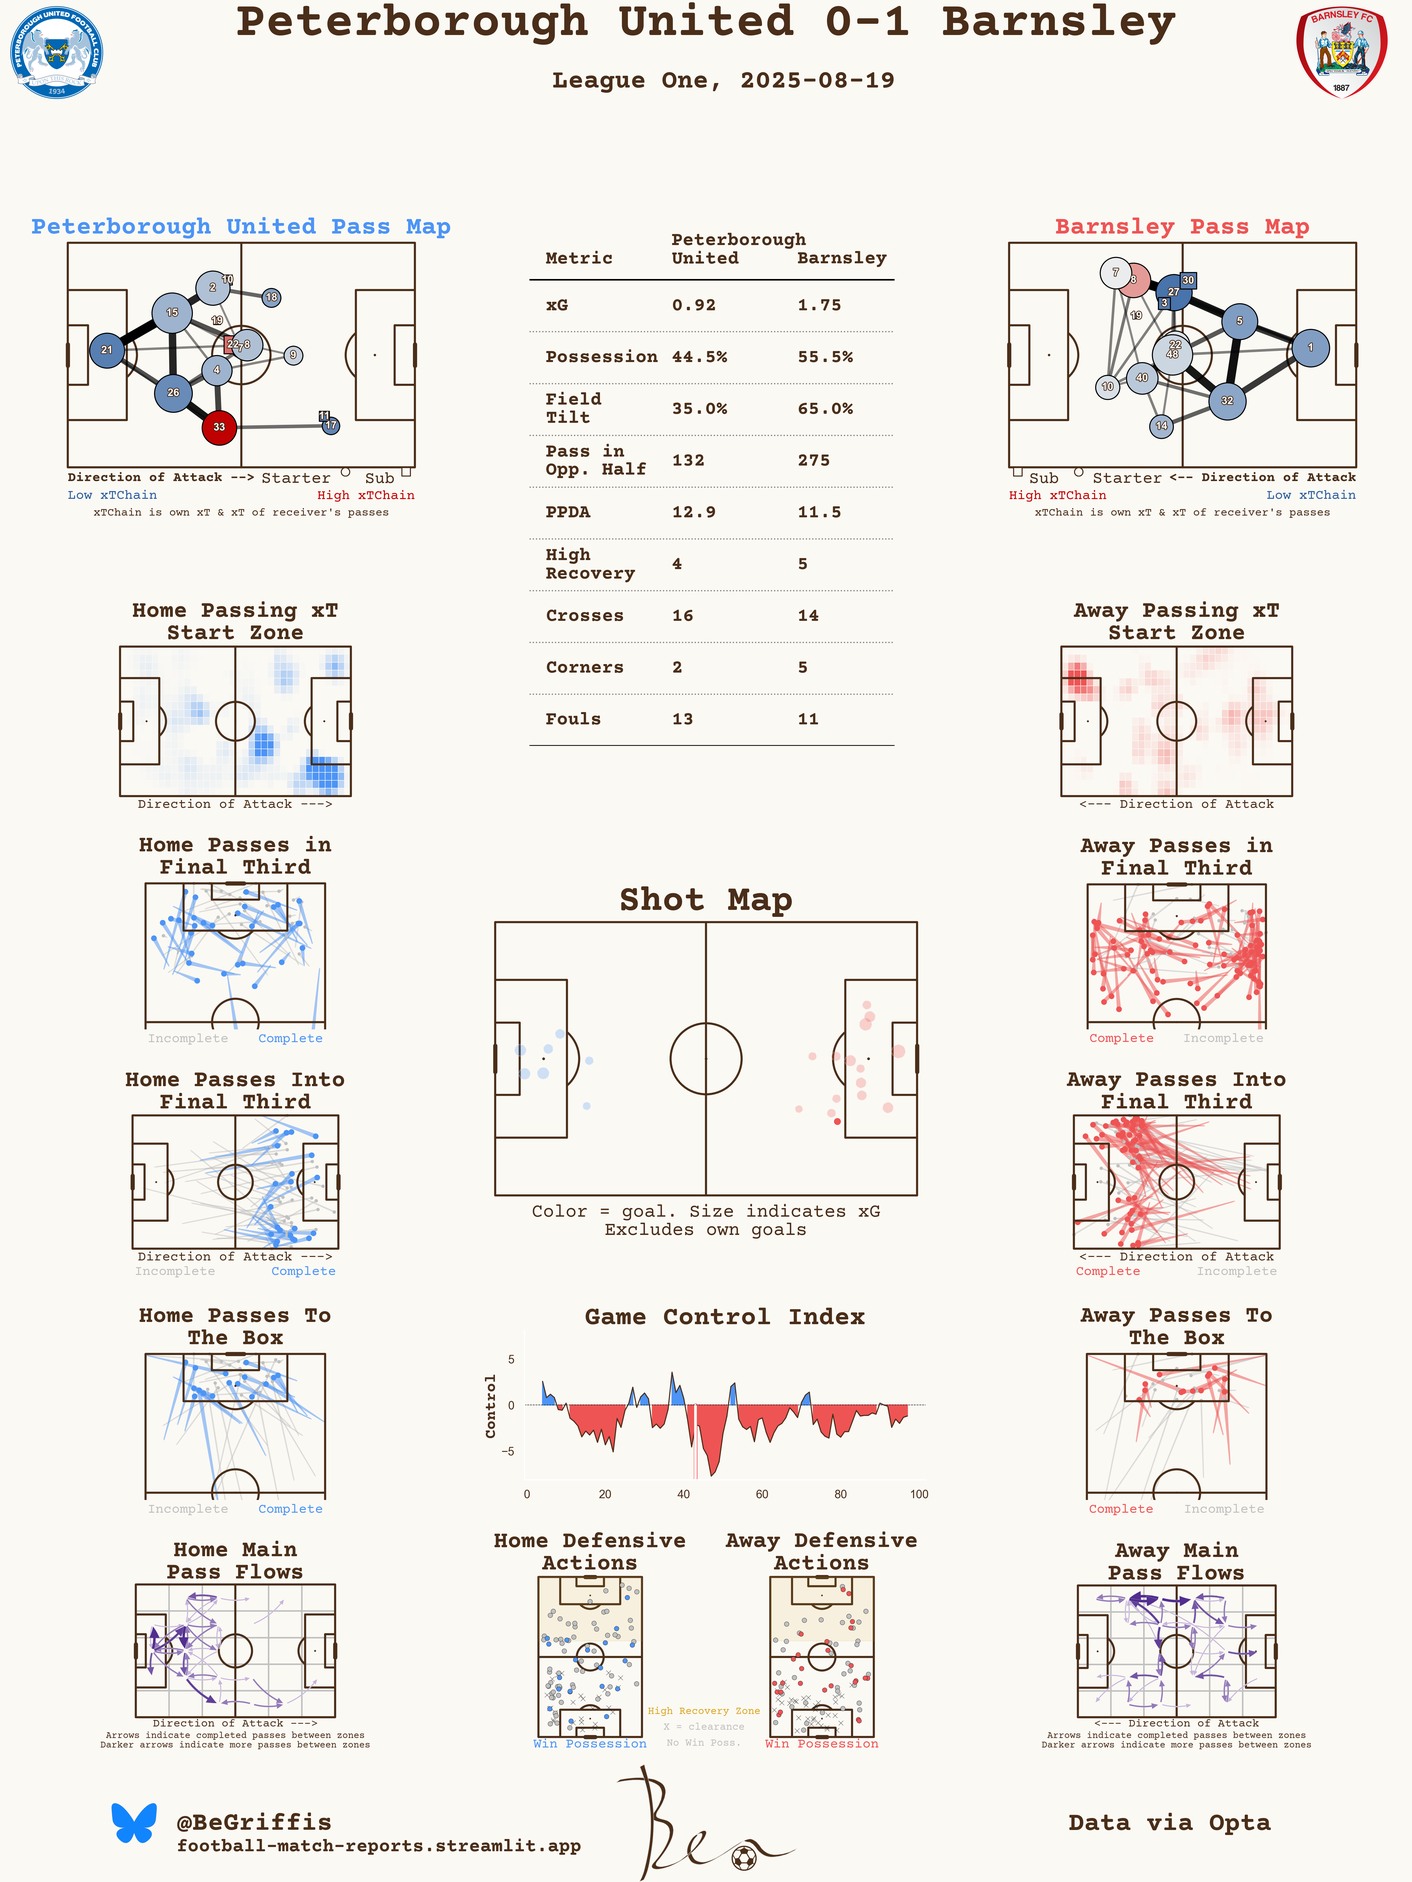 Peterborough United 0-1 Barnsley
League One, 2025-08-19
PETERBOROUGH UNITED FOOTBALL CLUB
1934
BARNSLEY FC
1887
Peterborough United Pass Map
10
2
18
15
19
21
22
8
9
4
26
11
17
33
Direction of Attack --> Starter Sub
Low xTChain High xTChain
xTChain is own xT & xT of receiver's passes
Metric Peterborough United Barnsley
xG 0.92 1.75
Possession 44.5% 55.5%
Field Tilt 35.0% 65.0%
Pass in Opp. Half 132 275
PPDA 12.9 11.5
High Recovery 4 5
Crosses 16 14
Corners 2 5
Fouls 13 11
Barnsley Pass Map
7
8
30
27
3
19
5
22
48
1
40
10
32
14
Sub Starter <-- Direction of Attack
High xTChain Low xTChain
xTChain is own xT & xT of receiver's passes
Home Passing xT
Start Zone
Direction of Attack --->
Away Passing xT
Start Zone
<--- Direction of Attack
Home Passes in
Final Third
Incomplete Complete
Away Passes in
Final Third
Complete Incomplete
Shot Map
Color = goal. Size indicates xG
Excludes own goals
Home Passes Into
Final Third
Direction of Attack --->
Incomplete Complete
Away Passes Into
Final Third
<--- Direction of Attack
Complete Incomplete
Home Passes To
The Box
Incomplete Complete
Game Control Index
Control
5
0
−5
0 20 40 60 80 100
Away Passes To
The Box
Complete Incomplete
Home Main
Pass Flows
Direction of Attack --->
Arrows indicate completed passes between zones
Darker arrows indicate more passes between zones
Home Defensive
Actions
Win Possession
Away Defensive
Actions
Win Possession
High Recovery Zone
X = clearance
No Win Poss.
Away Main
Pass Flows
<--- Direction of Attack
Arrows indicate completed passes between zones
Darker arrows indicate more passes between zones
@BeGriffis
football-match-reports.streamlit.app
Ben
Data via Opta